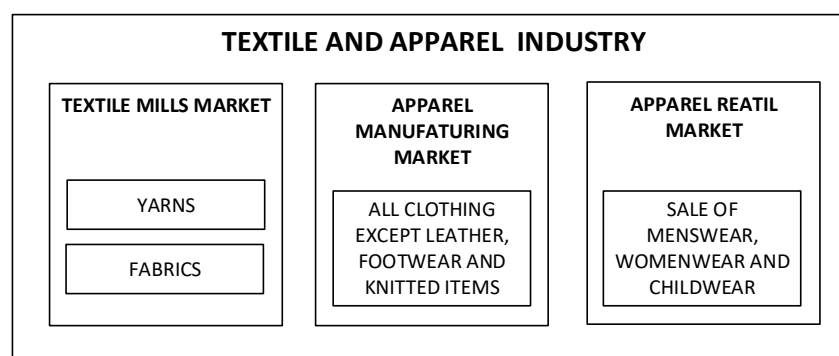 TEXTILE AND APPAREL INDUSTRY
TEXTILE MILLS MARKET
YARNS
FABRICS
APPAREL
MANUFATURING
MARKET
ALL CLOTHING
EXCEPT LEATHER,
FOOTWEAR AND
KNITTED ITEMS
APPAREL REATIL
MARKET
SALE OF
MENSWEAR,
WOMENWEAR AND
CHILDWEAR